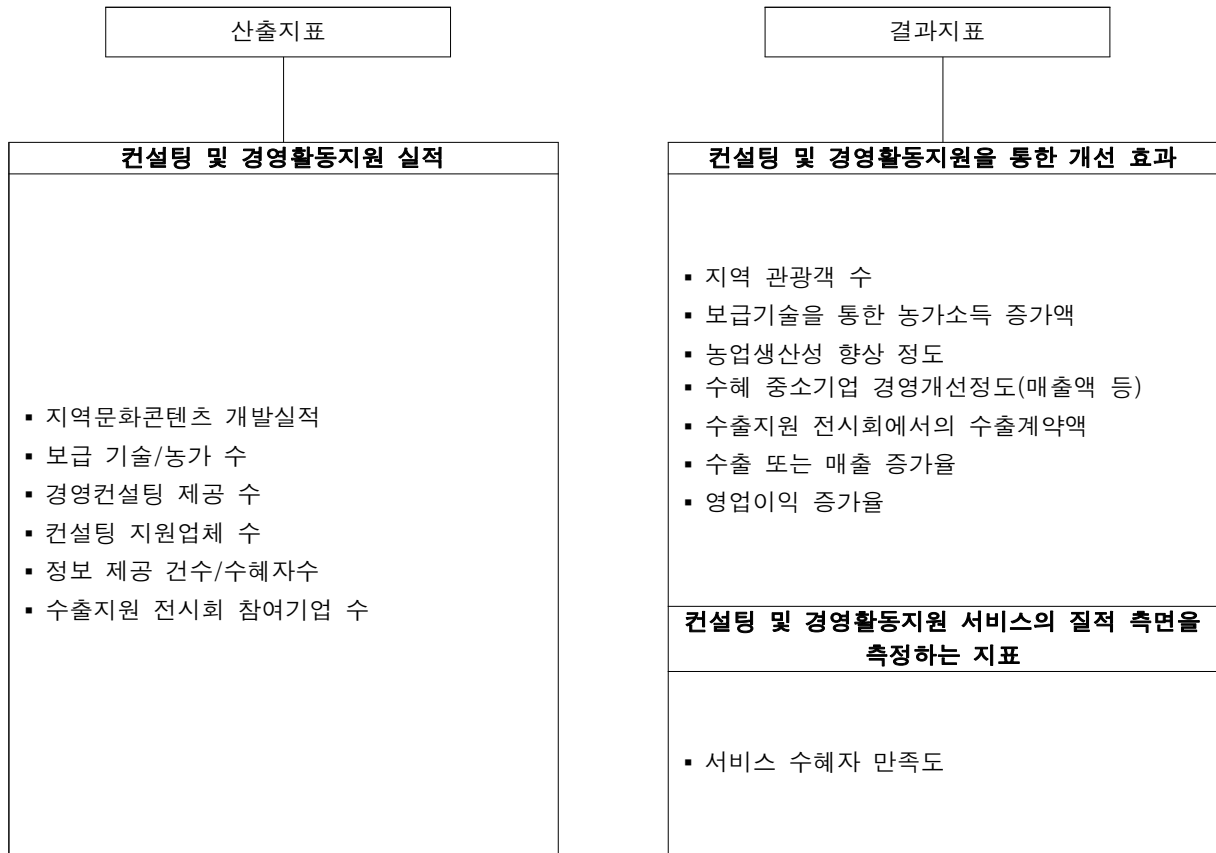 산출지표
컨설팅 및 경영활동지원 실적
▪ 지역문화콘텐츠 개발실적
▪ 보급 기술/농가 수
▪ 경영컨설팅 제공 수
▪ 컨설팅 지원업체 수
▪ 정보 제공 건수/수혜자수
▪ 수출지원 전시회 참여기업 수
결과지표
컨설팅 및 경영활동지원을 통한 개선 효과
▪ 지역 관광객 수
▪ 보급기술을 통한 농가소득 증가액
▪ 농업생산성 향상 정도
▪ 수혜 중소기업 경영개선정도(매출액 등)
▪ 수출지원 전시회에서의 수출계약액
▪ 수출 또는 매출 증가율
▪ 영업이익 증가율
컨설팅 및 경영활동지원 서비스의 질적 측면을
측정하는 지표
▪ 서비스 수혜자 만족도